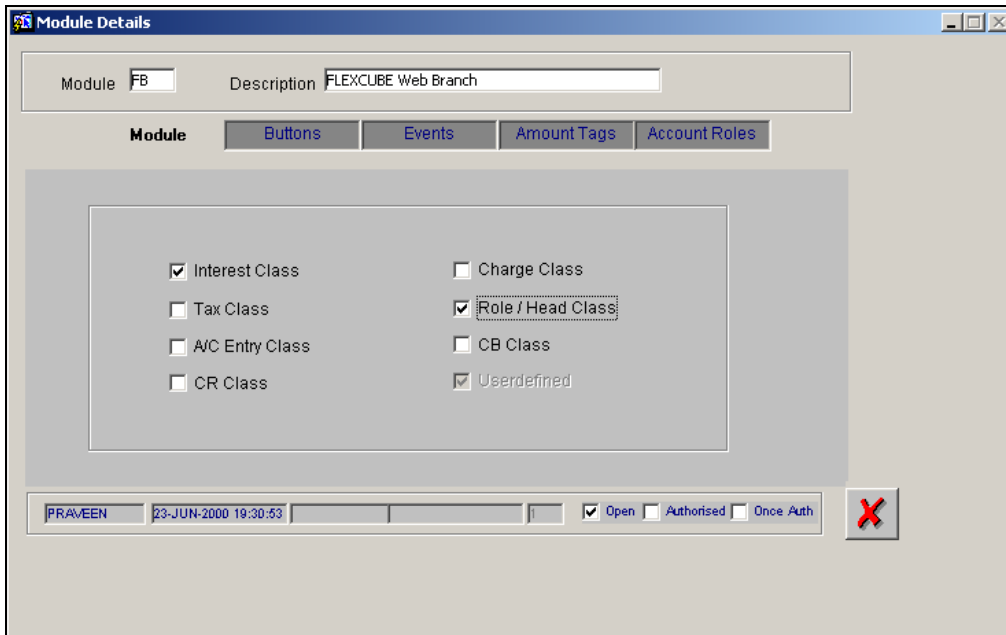 Module Details
Module FB Description FLEXCUBE Web Branch
Module Buttons Events Amount Tags Account Roles
Interest Class Charge Class
Tax Class Role / Head Class
A/C Entry Class CB Class
CR Class Userdefined
PRAVEEN 23-JUN-2000 19:30:53 1 Open Authorised Once Auth